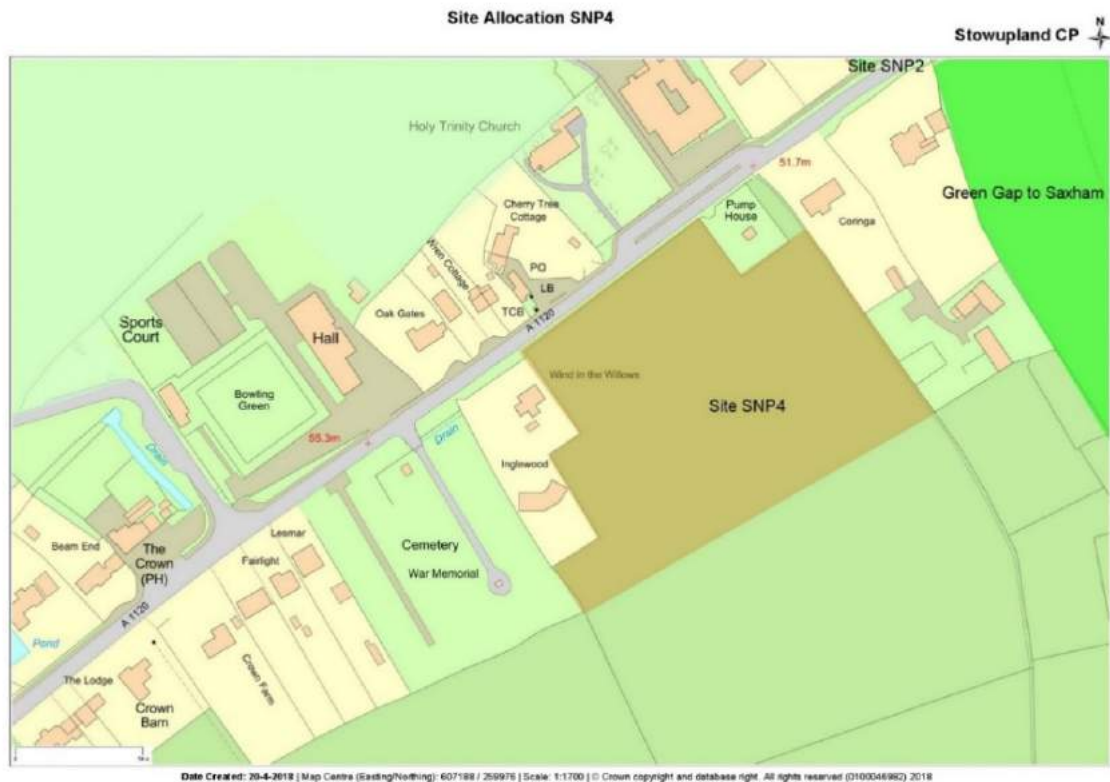 Site Allocation SNP4
Stowupland CP
N
Site SNP2
Holy Trinity Church
51.7m
Green Gap to Saxham
Cherry Tree
Cottage
Pump
House
Coringa
Wren Cottage
PO
LB
TCB
Oak Gates
A 1120
Sports
Court
Hall
Wind in the Willows
Bowling
Green
Site SNP4
55.3m
Drain
Drain
Inglewood
Beam End
The
Crown
(PH)
Lesmar
Fairlight
Cemetery
War Memorial
A 1120
Pond
Crown Farm
The Lodge
Crown
Barn
Date Created: 20-4-2018 | Map Centre (Easting/Northing): 607188 / 259976 | Scale: 1:1700 | © Crown copyright and database right. All rights reserved (0100046982) 2018